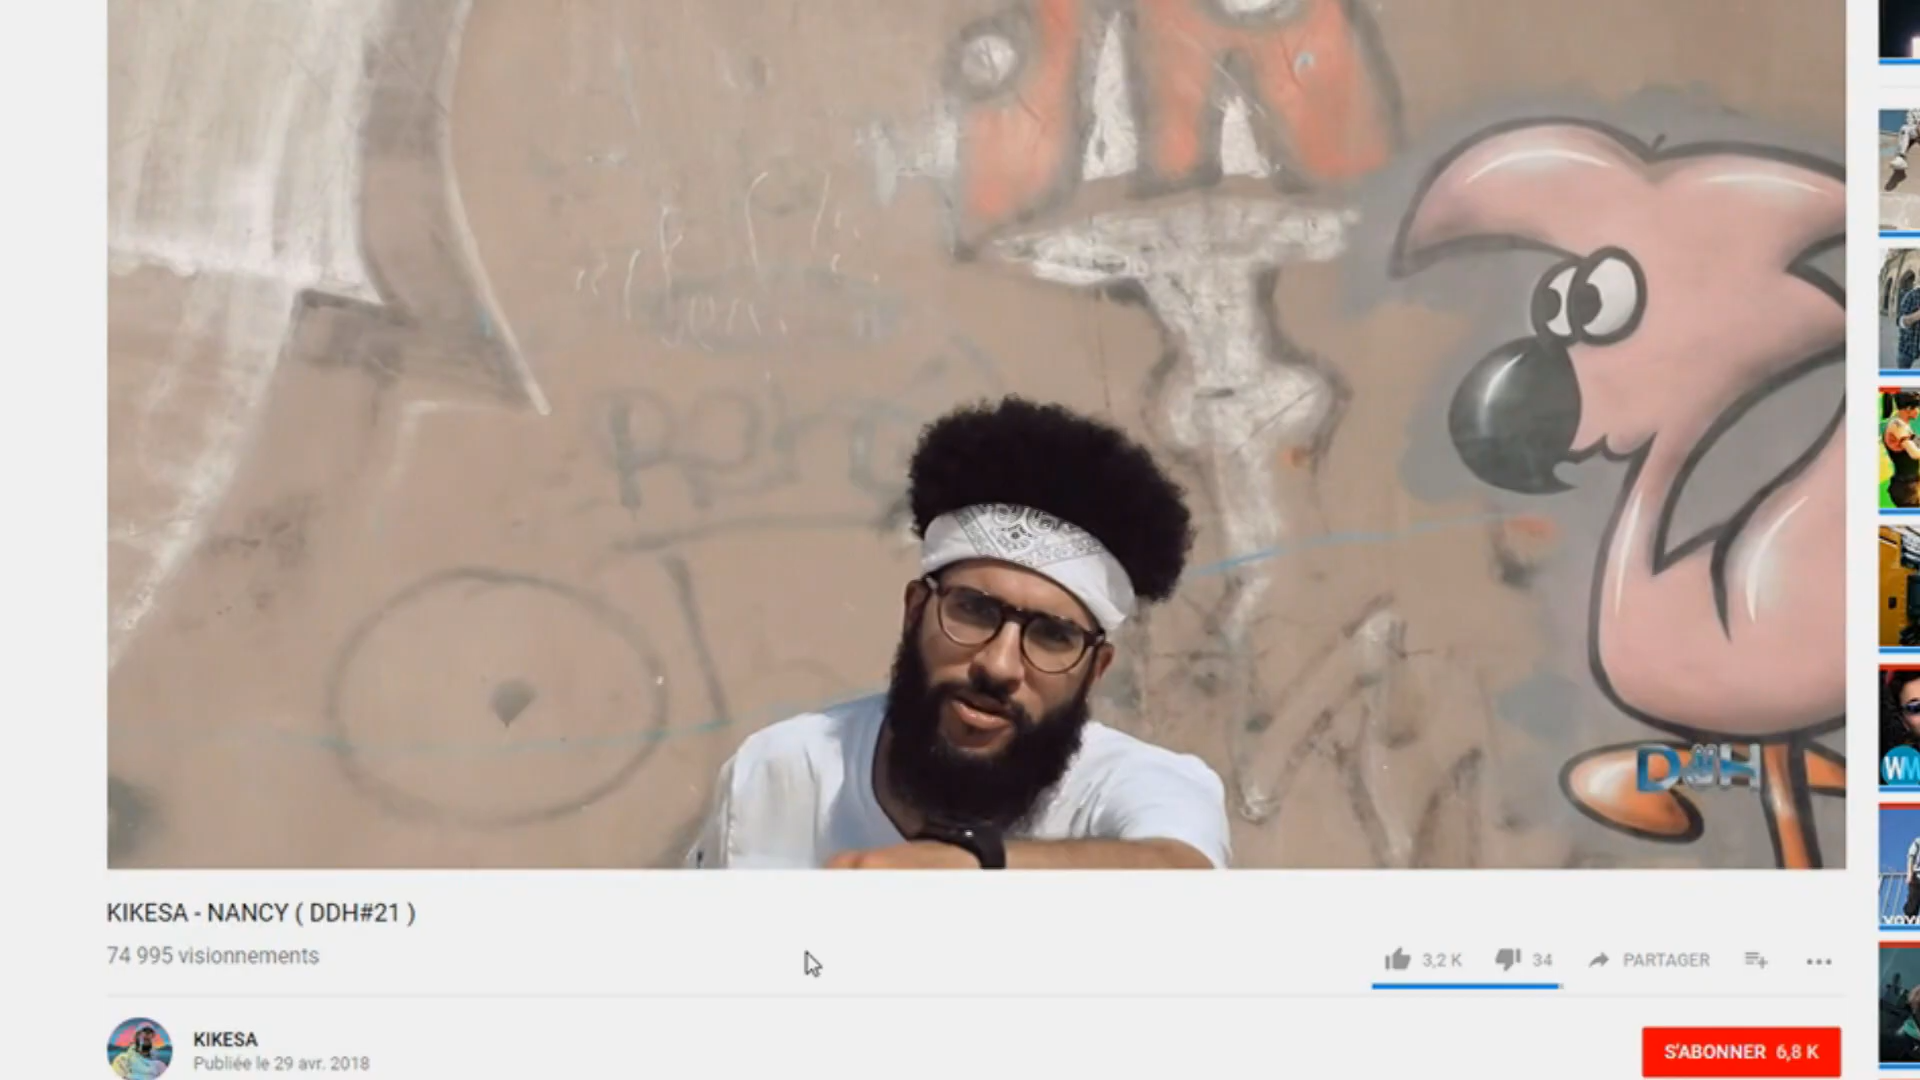 DDH
KIKESA - NANCY ( DDH#21 )
74 995 visionnements
3,2 K
34
PARTAGER
KIKESA
Publiée le 29 avr. 2018
S'ABONNER 6,8 K